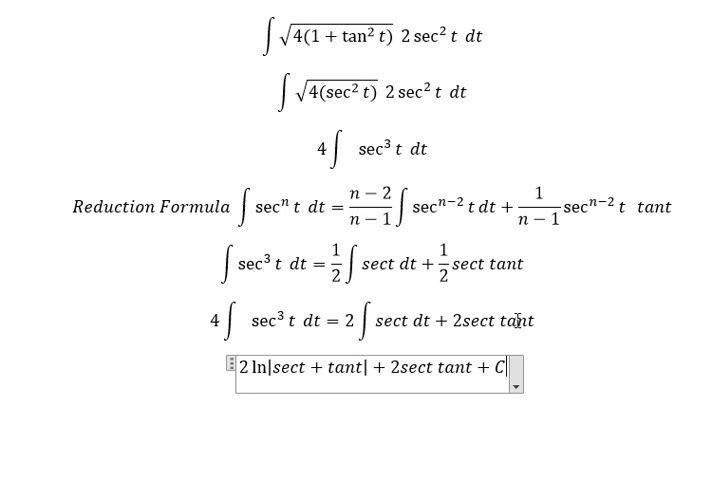 ∫ √4(1 + tan² t) 2 sec² t dt
∫ √4(sec² t) 2 sec² t dt
4 ∫ sec³ t dt
Reduction Formula ∫ secⁿ t dt = n − 2 / n − 1 ∫ secⁿ⁻² t dt + 1 / n − 1 secⁿ⁻² t tant
∫ sec³ t dt = 1/2 ∫ sect dt + 1/2 sect tant
4 ∫ sec³ t dt = 2 ∫ sect dt + 2sect tant
2 ln|sect + tant| + 2sect tant + C